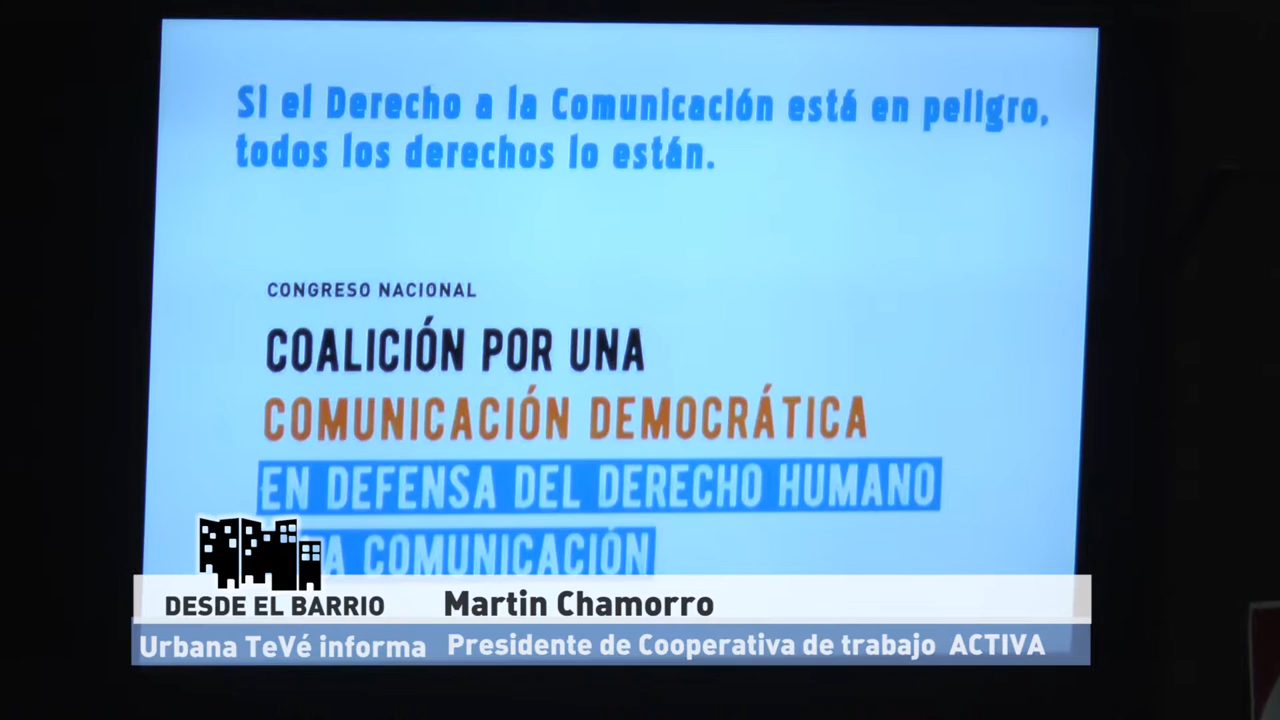 Si el Derecho a la Comunicación está en peligro,
todos los derechos lo están.
CONGRESO NACIONAL
COALICIÓN POR UNA
COMUNICACIÓN DEMOCRÁTICA
EN DEFENSA DEL DERECHO HUMANO
COMUNICACIÓN
DESDE EL BARRIO Martin Chamorro
Urbana TeVé informa Presidente de Cooperativa de trabajo ACTIVA